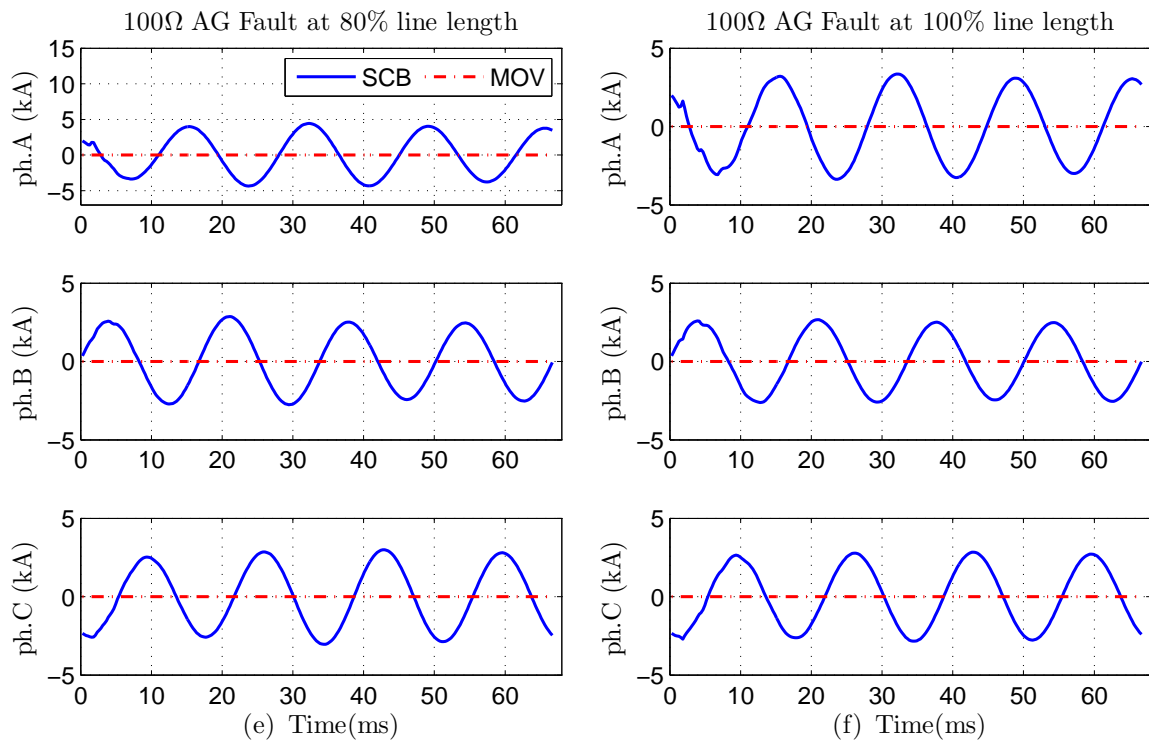 100Ω AG Fault at 80% line length
15
10
5
0
−5
ph.A (kA)
SCB
MOV
0 10 20 30 40 50 60
5
0
−5
ph.B (kA)
0 10 20 30 40 50 60
5
0
−5
ph.C (kA)
0 10 20 30 40 50 60
(e) Time(ms)
100Ω AG Fault at 100% line length
5
0
−5
ph.A (kA)
0 10 20 30 40 50 60
5
0
−5
ph.B (kA)
0 10 20 30 40 50 60
5
0
−5
ph.C (kA)
0 10 20 30 40 50 60
(f) Time(ms)